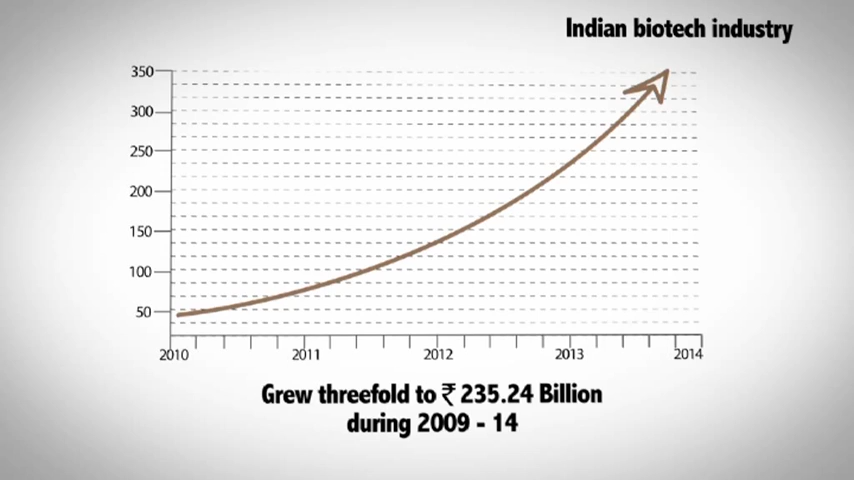 Indian biotech industry
350
300
250
200
150
100
50
2010 2011 2012 2013 2014
Grew threefold to ₹ 235.24 Billion
during 2009 - 14